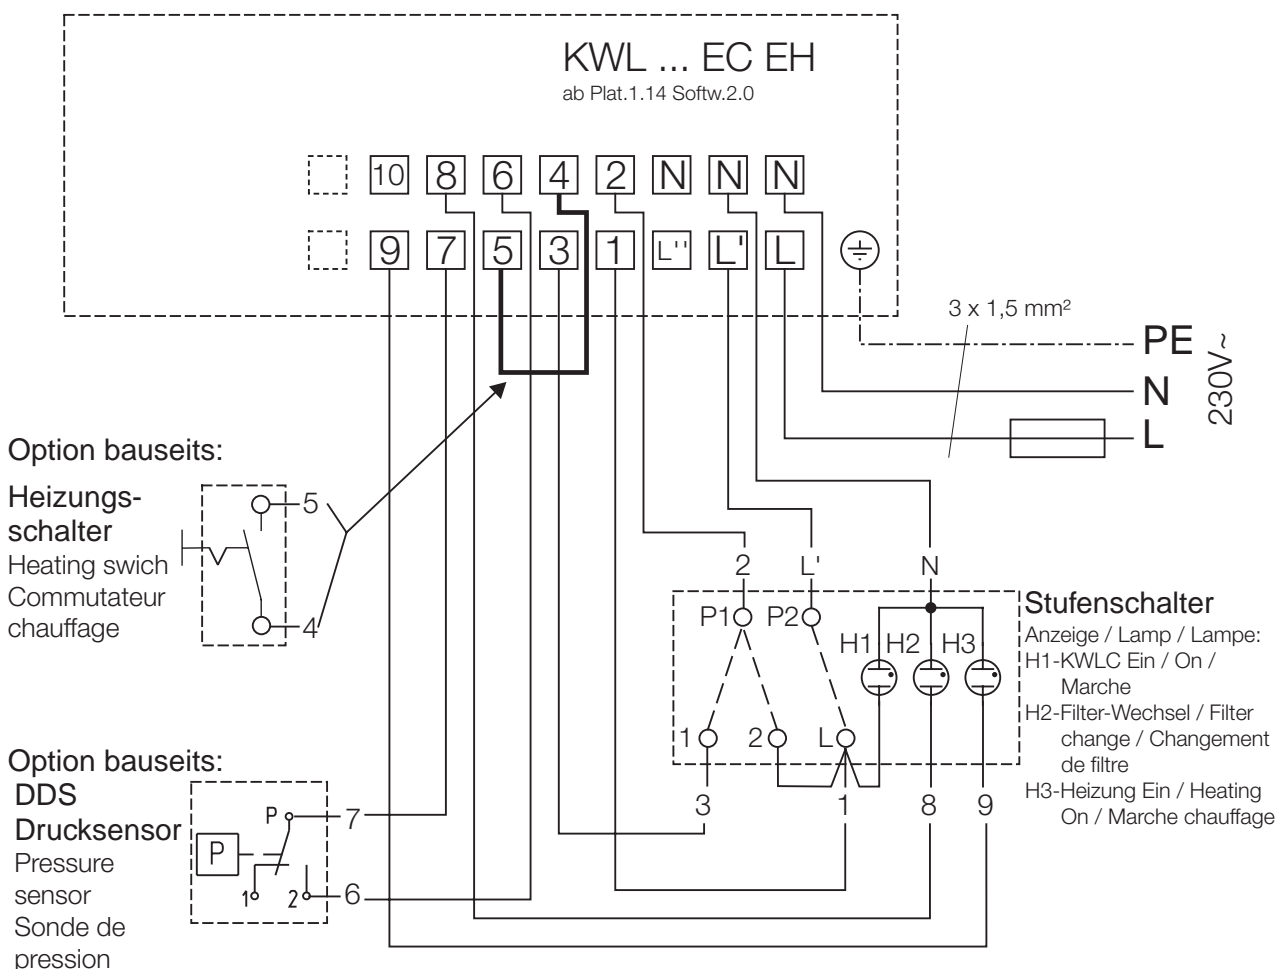 KWL ... EC EH
ab Plat.1.14 Softw.2.0
10 8 6 4 2 N N N
9 7 5 3 1 L'' L' L
3 x 1,5 mm²
PE
N
L
230V~
Option bauseits:
Heizungs-
schalter
Heating swich
Commutateur
chauffage
5
4
2 L' N
P1 P2
H1 H2 H3
1 2 L
3 1 8 9
Stufenschalter
Anzeige / Lamp / Lampe:
H1-KWLC Ein / On /
Marche
H2-Filter-Wechsel / Filter
change / Changement
de filtre
H3-Heizung Ein / Heating
On / Marche chauffage
Option bauseits:
DDS
Drucksensor
Pressure
sensor
Sonde de
pression
P
P
1 2
7
6